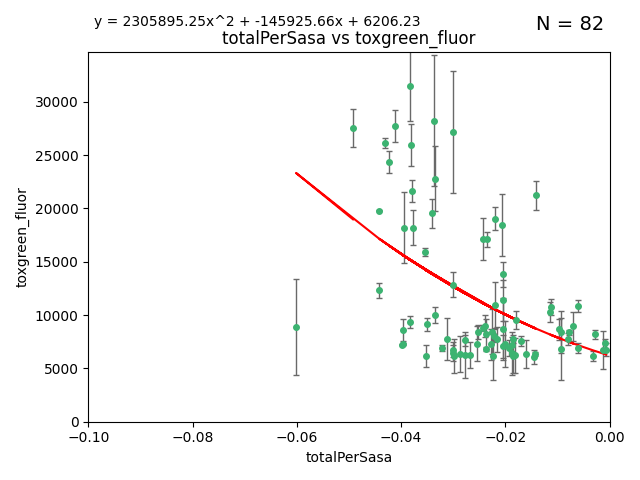 y = 2305895.25x^2 + -145925.66x + 6206.23
N = 82
totalPerSasa vs toxgreen_fluor
30000
25000
20000
15000
10000
5000
0
toxgreen_fluor
−0.10
−0.08
−0.06
−0.04
−0.02
0.00
totalPerSasa